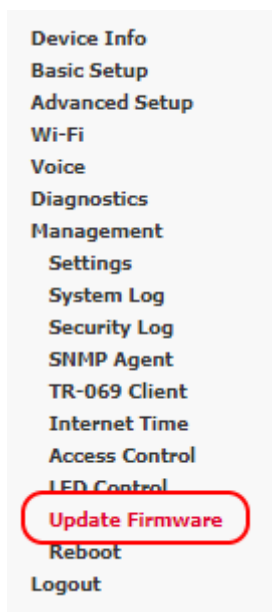 Device Info
Basic Setup
Advanced Setup
Wi-Fi
Voice
Diagnostics
Management
Settings
System Log
Security Log
SNMP Agent
TR-069 Client
Internet Time
Access Control
LED Control
Update Firmware
Reboot
Logout